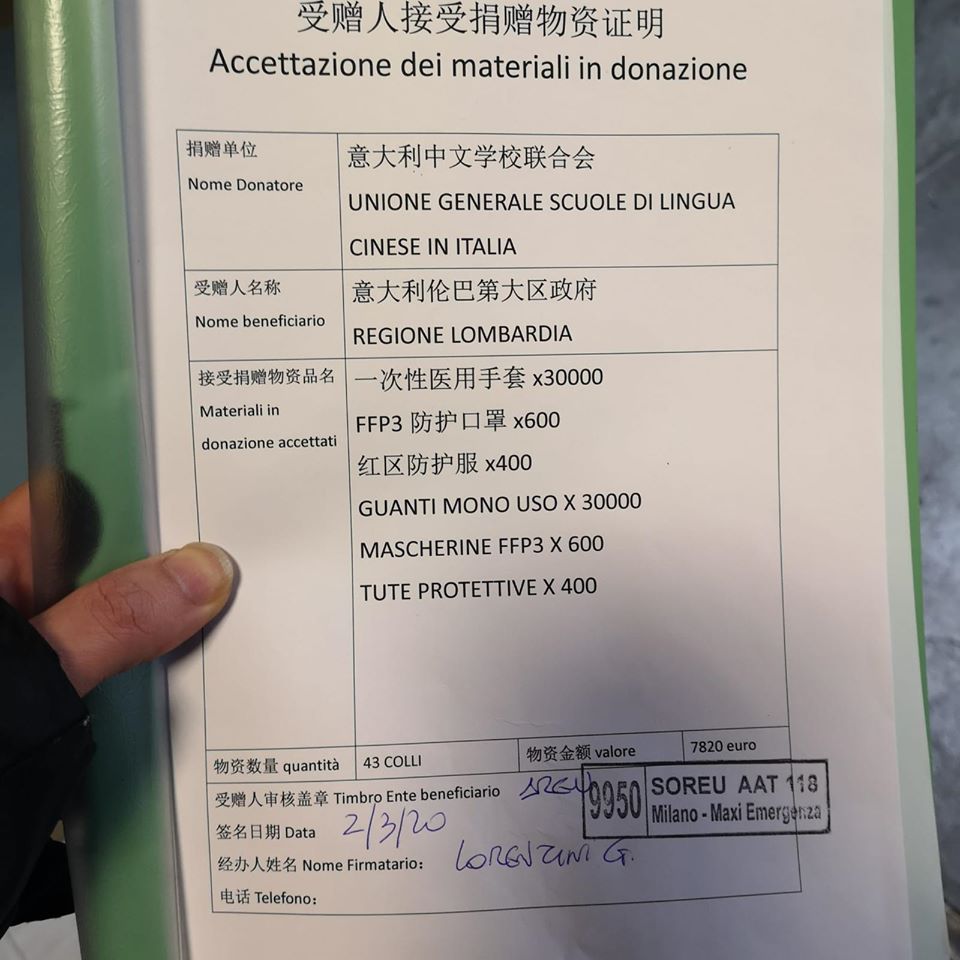 受赠人接受捐赠物资证明
Accettazione dei materiali in donazione
捐赠单位
Nome Donatore
意大利中文学校联合会
UNIONE GENERALE SCUOLE DI LINGUA
CINESE IN ITALIA
受赠人名称
Nome beneficiario
意大利伦巴第大区政府
REGIONE LOMBARDIA
接受捐赠物资品名
Materiali in
donazione accettati
一次性医用手套 x30000
FFP3 防护口罩 x600
红区防护服 x400
GUANTI MONO USO X 30000
MASCHERINE FFP3 X 600
TUTE PROTETTIVE X 400
物资数量 quantità
43 COLLI
物资金额 valore
7820 euro
受赠人审核盖章 Timbro Ente beneficiario AREU
9950
SOREU AAT 118
Milano - Maxi Emergenza
签名日期 Data 2/3/20
经办人姓名 Nome Firmatario: LORENZINI G.
电话 Telefono: